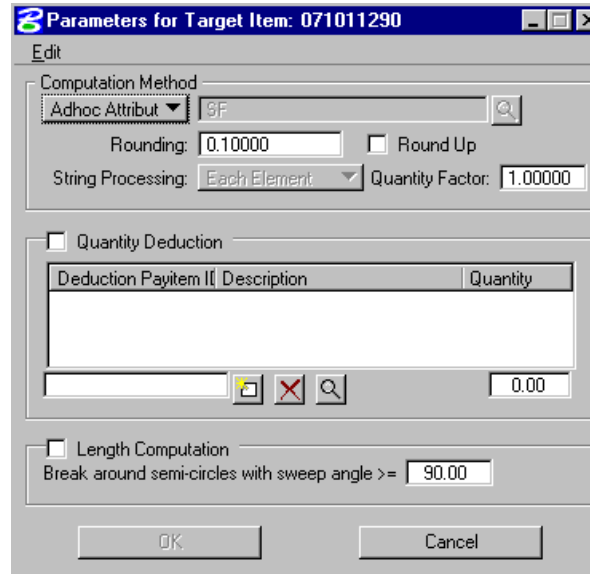 Parameters for Target Item: 071011290
Edit
Computation Method
Adhoc Attribut SF
Rounding: 0.10000 Round Up
String Processing: Each Element Quantity Factor: 1.00000
Quantity Deduction
Deduction Payitem II Description Quantity
0.00
Length Computation
Break around semi-circles with sweep angle >= 90.00
OK Cancel